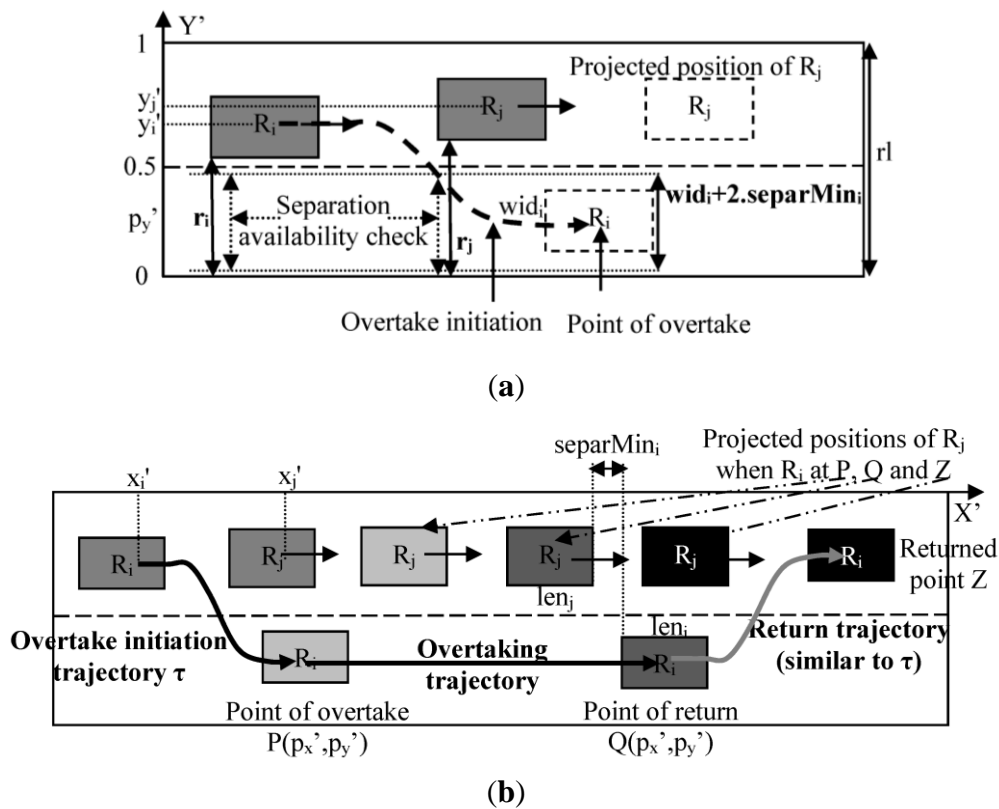 Y'
1
Projected position of Rj
yj'
yi'
Ri
Rj
Rj
0.5
rl
py'
ri
Separation
availability check
rj
widi
Ri
widi+2.separMini
0
Overtake initiation
Point of overtake
(a)
separMini
Projected positions of Rj
when Ri at P, Q and Z
xi'
xj'
X'
Ri
Rj
Rj
Rj
Rj
Ri
Returned
point Z
lenj
Overtake initiation
trajectory τ
Ri
Overtaking
trajectory
leni
Ri
Return trajectory
(similar to τ)
Point of overtake
P(px',py')
Point of return
Q(px',py')
(b)